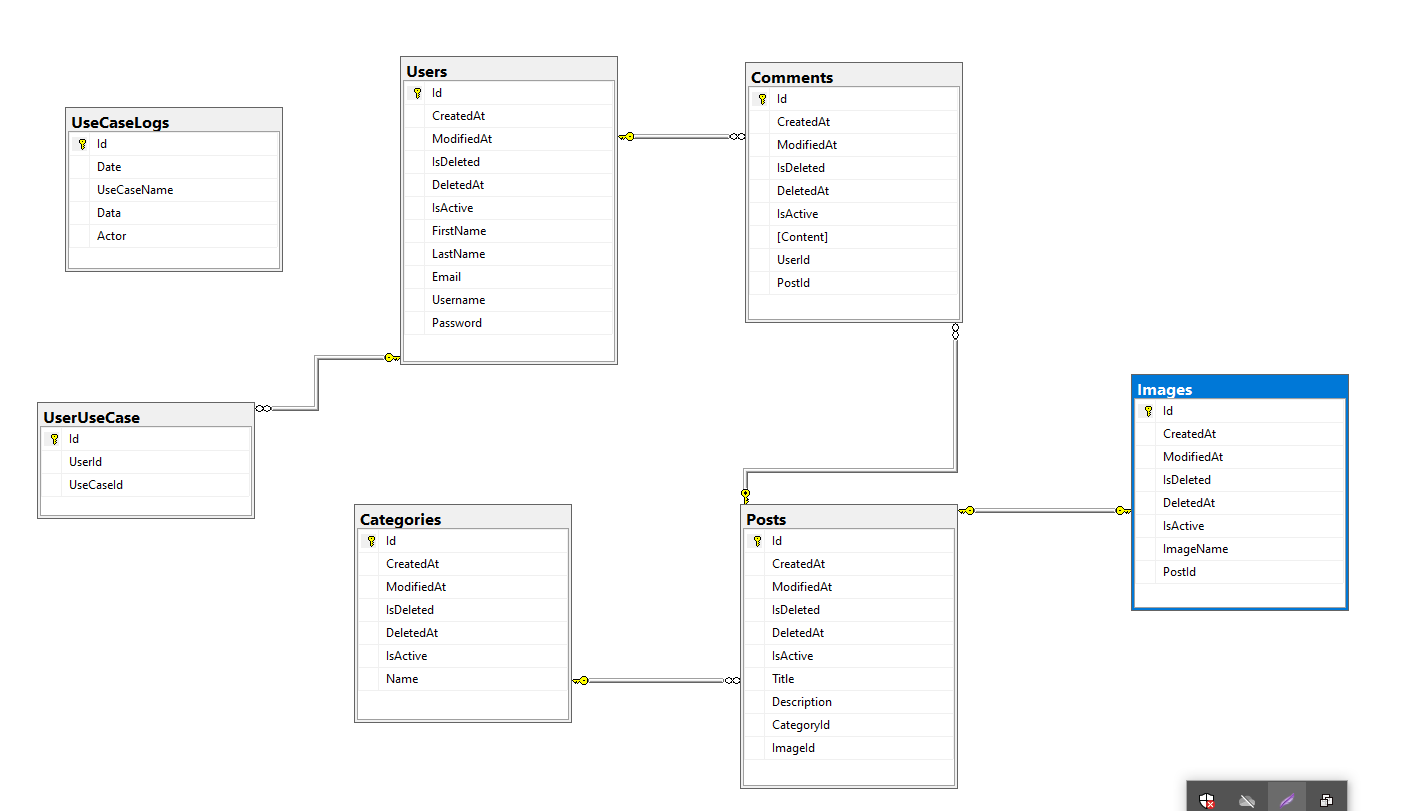 UseCaseLogs
Id
Date
UseCaseName
Data
Actor
Users
Id
CreatedAt
ModifiedAt
IsDeleted
DeletedAt
IsActive
FirstName
LastName
Email
Username
Password
Comments
Id
CreatedAt
ModifiedAt
IsDeleted
DeletedAt
IsActive
[Content]
UserId
PostId
UserUseCase
Id
UserId
UseCaseId
Categories
Id
CreatedAt
ModifiedAt
IsDeleted
DeletedAt
IsActive
Name
Posts
Id
CreatedAt
ModifiedAt
IsDeleted
DeletedAt
IsActive
Title
Description
CategoryId
ImageId
Images
Id
CreatedAt
ModifiedAt
IsDeleted
DeletedAt
IsActive
ImageName
PostId